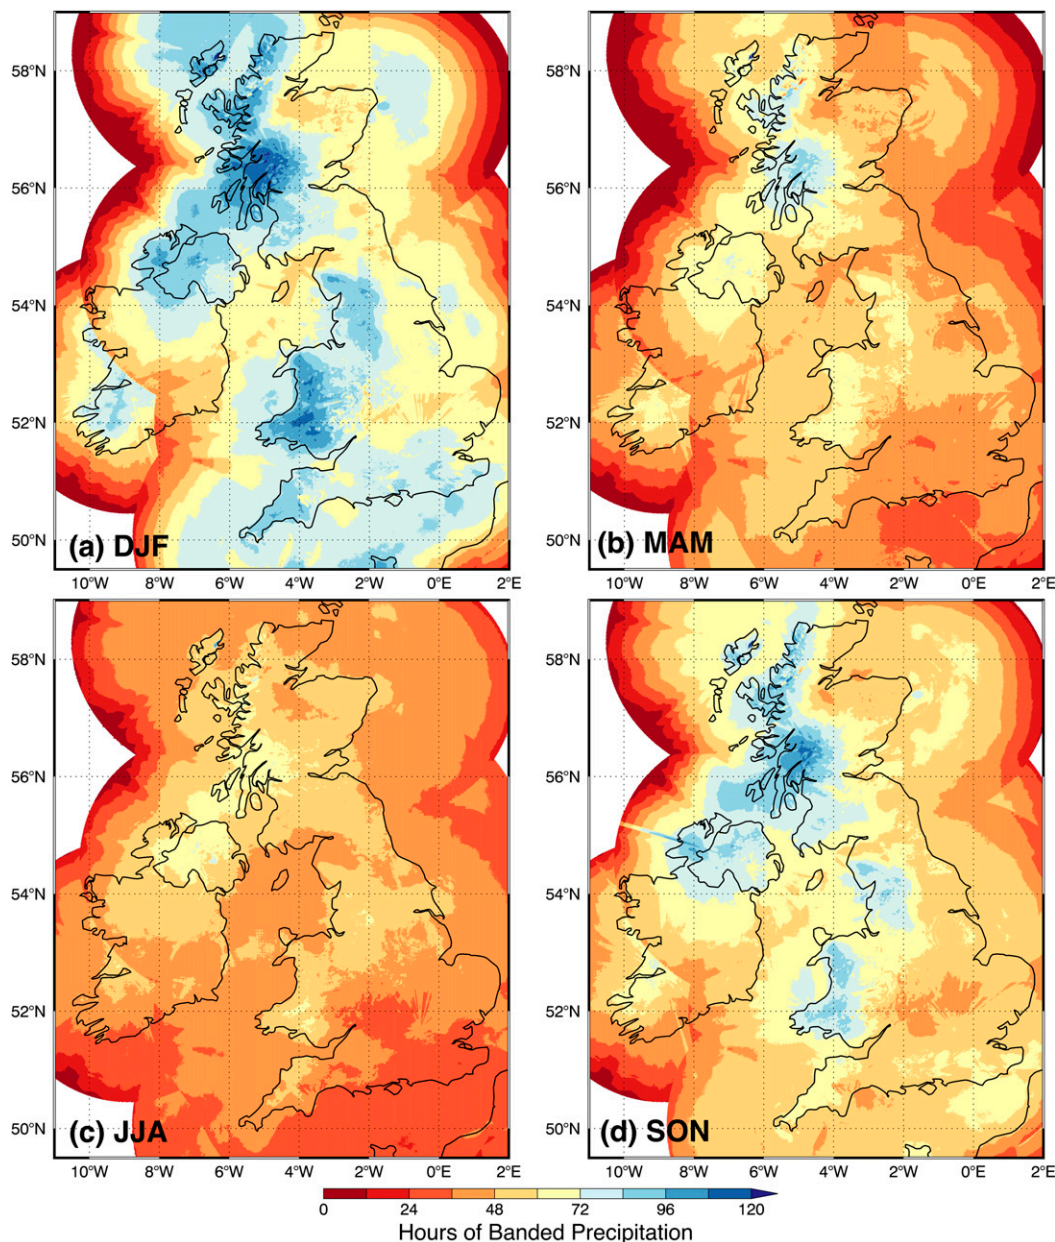 58°N 58°N
56°N 56°N
54°N 54°N
52°N 52°N
50°N (a) DJF 50°N (b) MAM
10°W 8°W 6°W 4°W 2°W 0°E 2°E 10°W 8°W 6°W 4°W 2°W 0°E 2°E
58°N 58°N
56°N 56°N
54°N 54°N
52°N 52°N
50°N (c) JJA 50°N (d) SON
10°W 8°W 6°W 4°W 2°W 0°E 2°E 10°W 8°W 6°W 4°W 2°W 0°E 2°E
0 24 48 72 96 120
Hours of Banded Precipitation